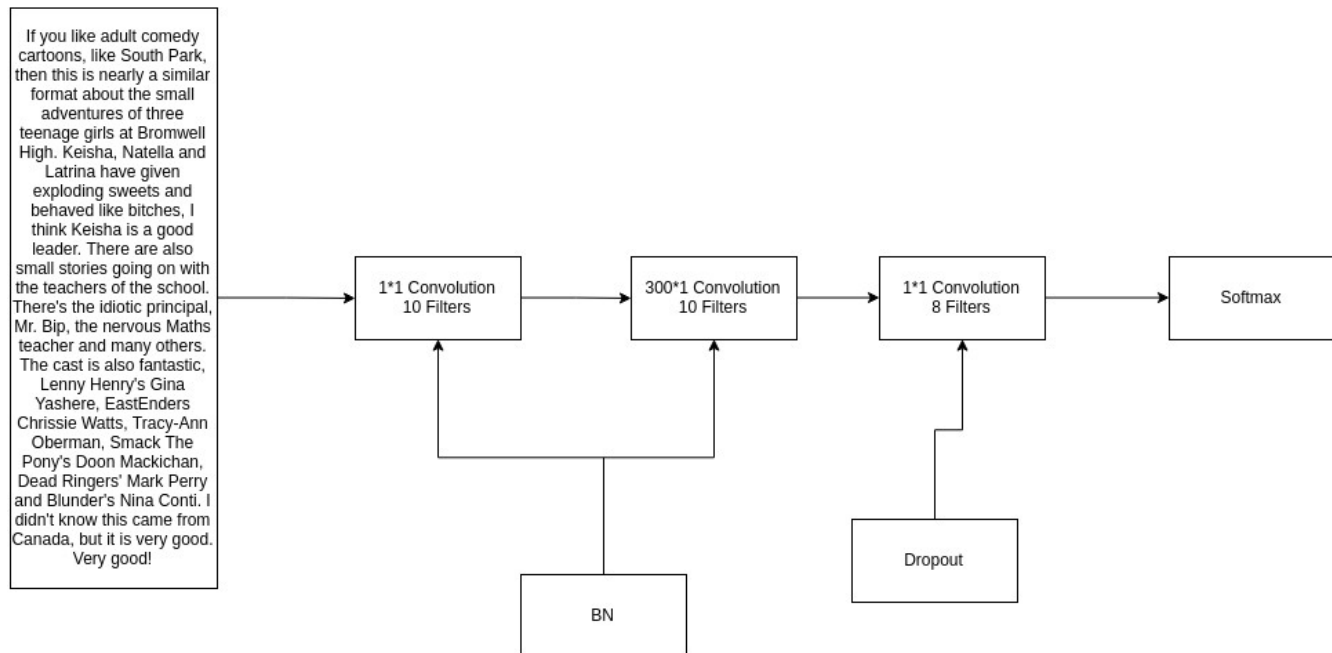 If you like adult comedy
cartoons, like South Park,
then this is nearly a similar
format about the small
adventures of three
teenage girls at Bromwell
High. Keisha, Natella and
Latrina have given
exploding sweets and
behaved like bitches, I
think Keisha is a good
leader. There are also
small stories going on with
the teachers of the school.
There's the idiotic principal,
Mr. Bip, the nervous Maths
teacher and many others.
The cast is also fantastic,
Lenny Henry's Gina
Yashere, EastEnders
Chrissie Watts, Tracy-Ann
Oberman, Smack The
Pony's Doon Mackichan,
Dead Ringers' Mark Perry
and Blunder's Nina Conti. I
didn't know this came from
Canada, but it is very good.
Very good!
1*1 Convolution
10 Filters
300*1 Convolution
10 Filters
1*1 Convolution
8 Filters
Softmax
BN
Dropout